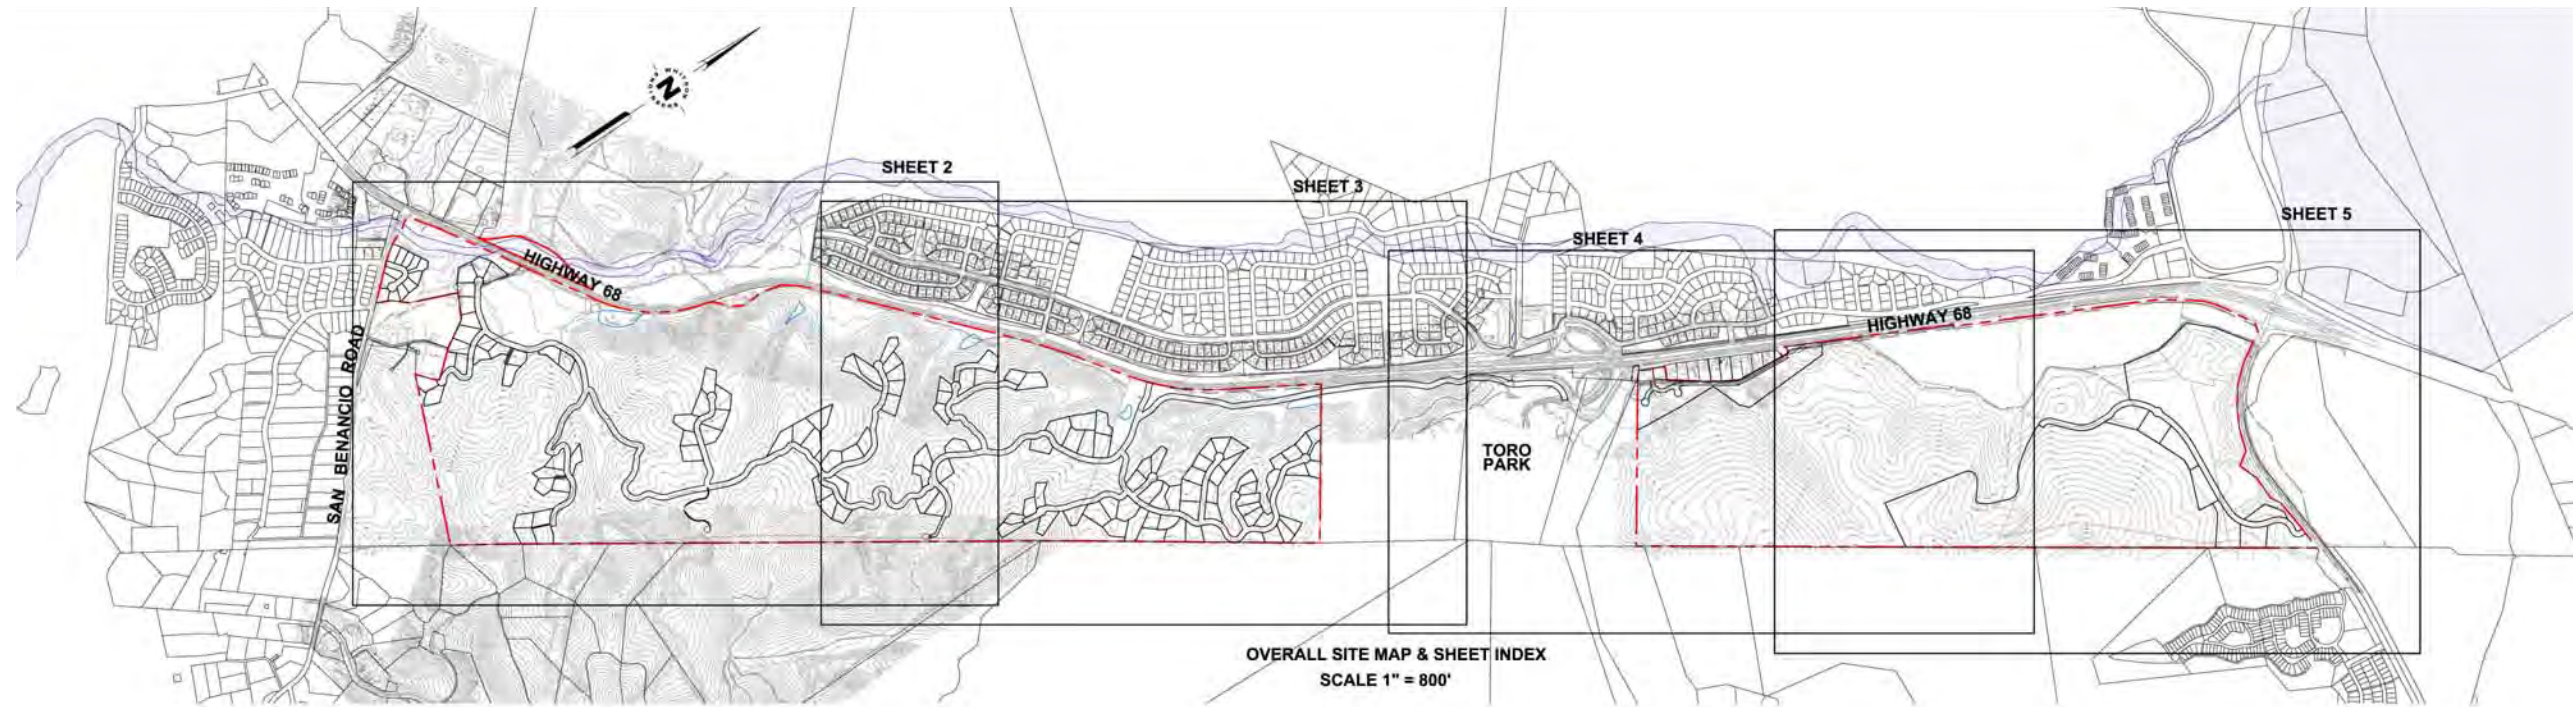 SHEET 2
SHEET 3
SHEET 4
SHEET 5
N
HIGHWAY 68
HIGHWAY 68
SAN BENANCIO ROAD
TORO
PARK
OVERALL SITE MAP & SHEET INDEX
SCALE 1" = 800'